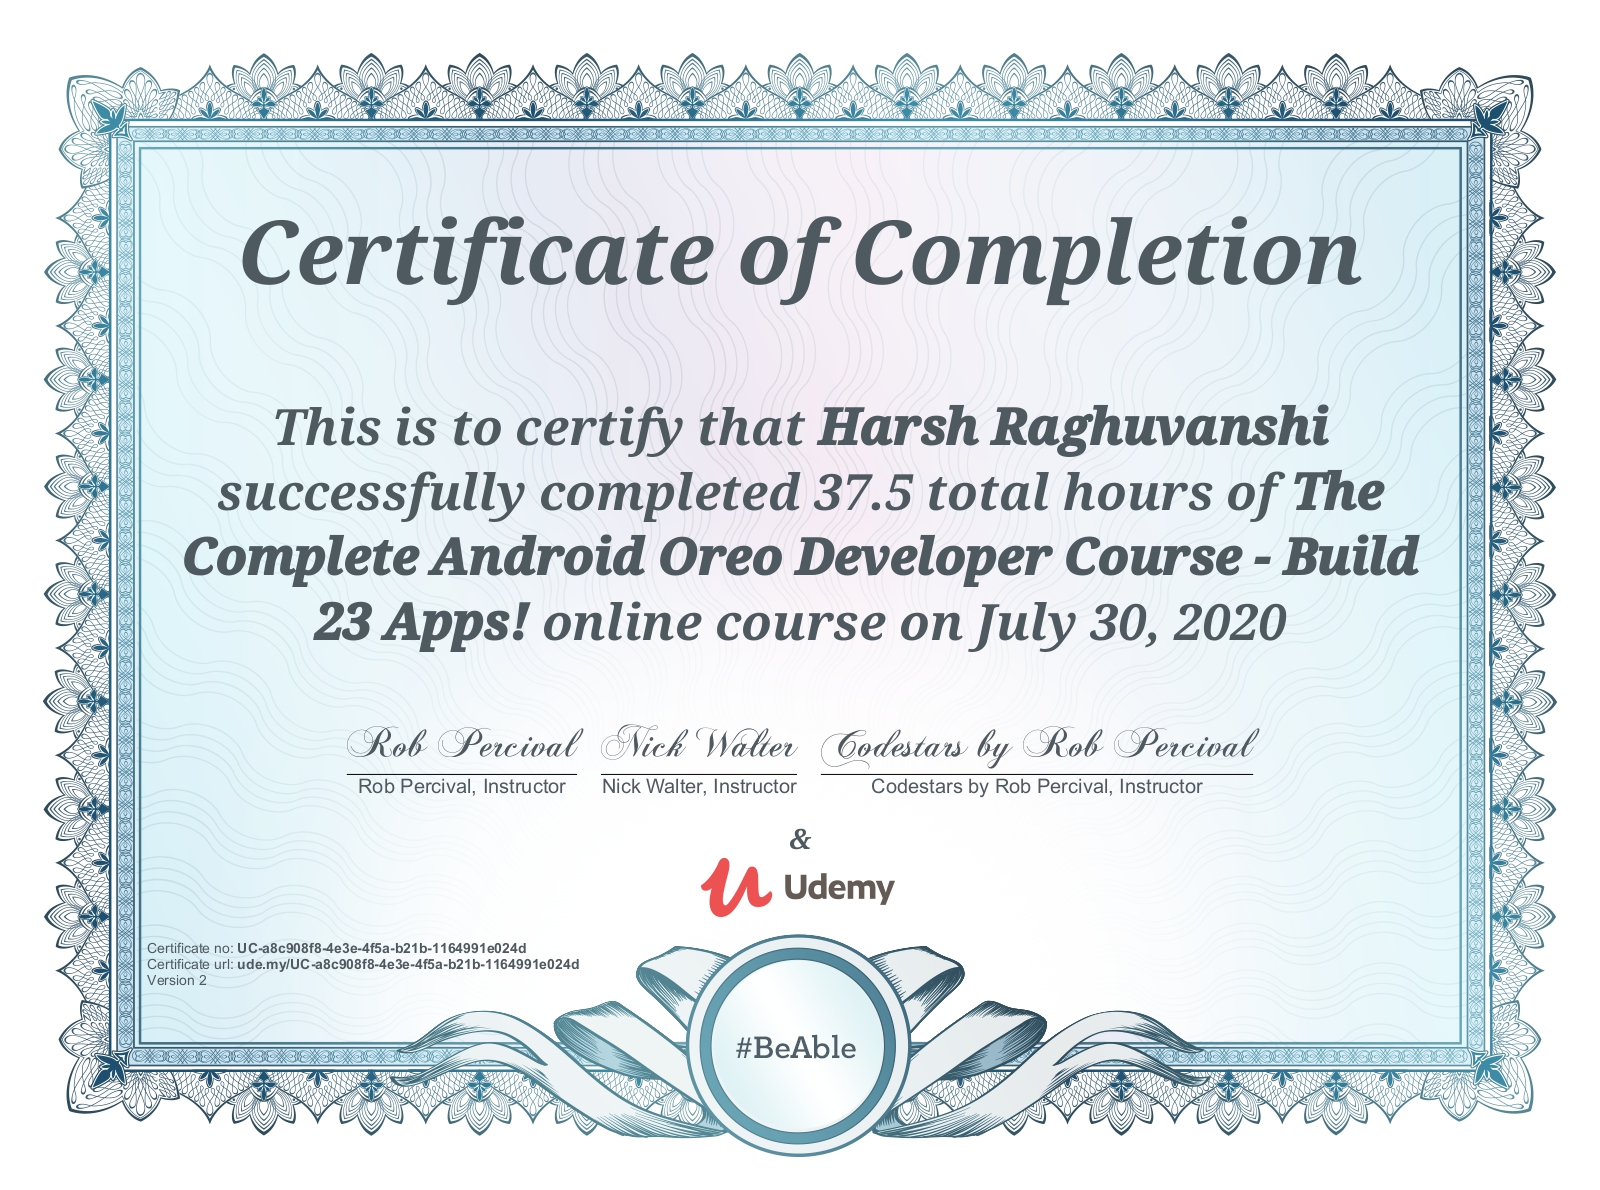 Certificate of Completion
This is to certify that Harsh Raghuvanshi
successfully completed 37.5 total hours of The
Complete Android Oreo Developer Course - Build
23 Apps! online course on July 30, 2020
Rob Percival Nick Walter Codestars by Rob Percival
Rob Percival, Instructor Nick Walter, Instructor Codestars by Rob Percival, Instructor
&
Udemy
Certificate no: UC-a8c908f8-4e3e-4f5a-b21b-1164991e024d
Certificate url: ude.my/UC-a8c908f8-4e3e-4f5a-b21b-1164991e024d
Version 2
#BeAble